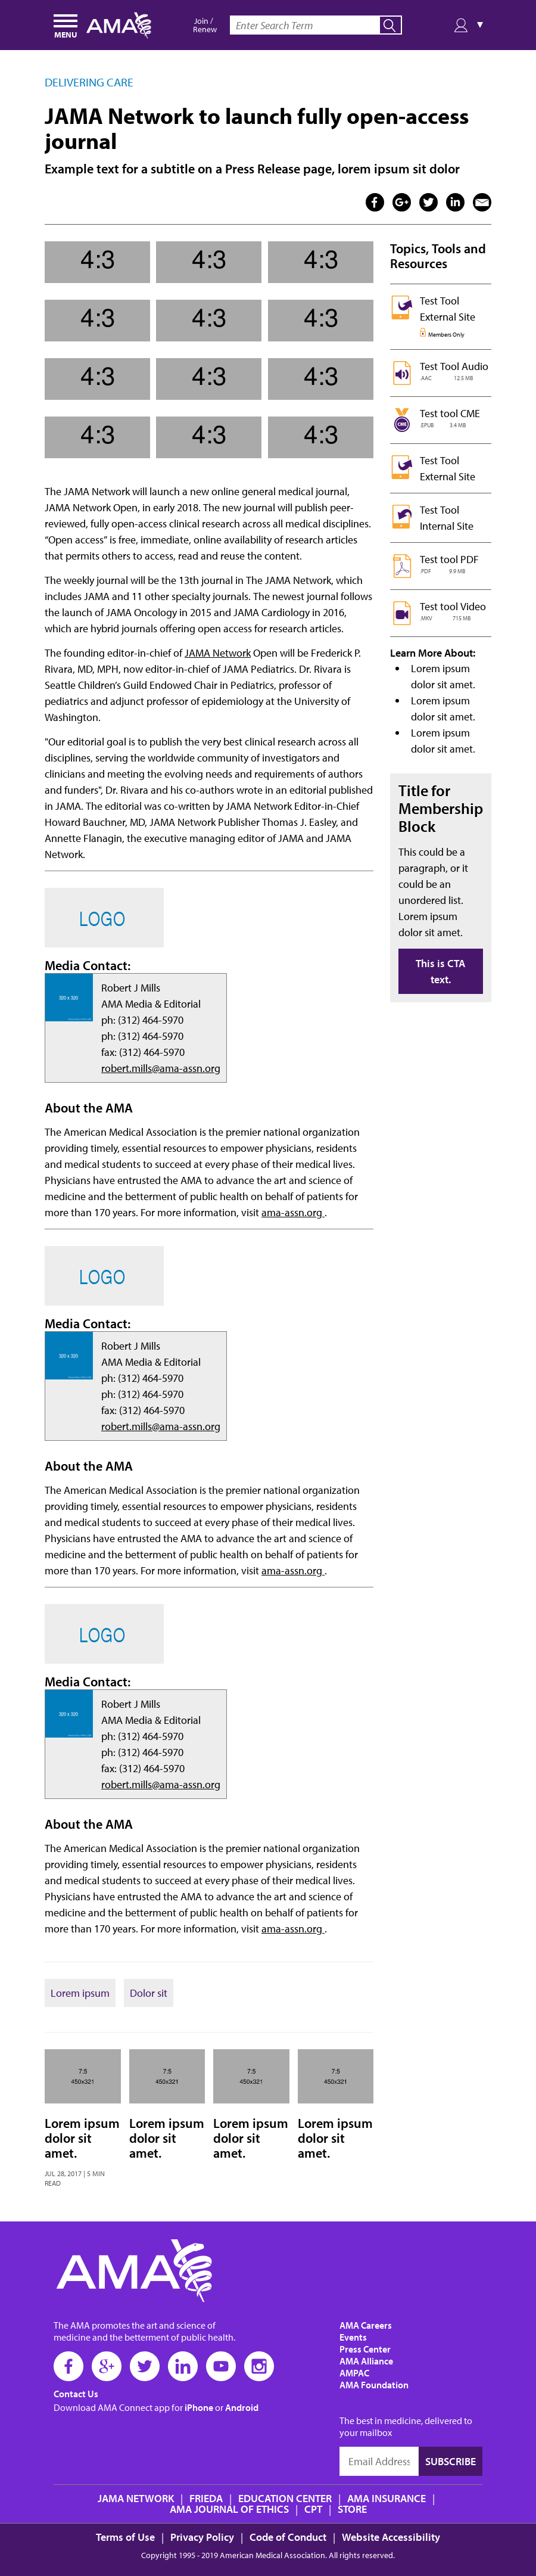 MENU
AMA
Join /
Renew
Enter Search Term
▼
DELIVERING CARE
JAMA Network to launch fully open-access
journal
Example text for a subtitle on a Press Release page, lorem ipsum sit dolor
4:3 4:3 4:3
4:3 4:3 4:3
4:3 4:3 4:3
4:3 4:3 4:3
The JAMA Network will launch a new online general medical journal,
JAMA Network Open, in early 2018. The new journal will publish peer-
reviewed, fully open-access clinical research across all medical disciplines.
“Open access” is free, immediate, online availability of research articles
that permits others to access, read and reuse the content.
The weekly journal will be the 13th journal in The JAMA Network, which
includes JAMA and 11 other specialty journals. The newest journal follows
the launch of JAMA Oncology in 2015 and JAMA Cardiology in 2016,
which are hybrid journals offering open access for research articles.
The founding editor-in-chief of JAMA Network Open will be Frederick P.
Rivara, MD, MPH, now editor-in-chief of JAMA Pediatrics. Dr. Rivara is
Seattle Children’s Guild Endowed Chair in Pediatrics, professor of
pediatrics and adjunct professor of epidemiology at the University of
Washington.
"Our editorial goal is to publish the very best clinical research across all
disciplines, serving the worldwide community of investigators and
clinicians and meeting the evolving needs and requirements of authors
and funders", Dr. Rivara and his co-authors wrote in an editorial published
in JAMA. The editorial was co-written by JAMA Network Editor-in-Chief
Howard Bauchner, MD, JAMA Network Publisher Thomas J. Easley, and
Annette Flanagin, the executive managing editor of JAMA and JAMA
Network.
LOGO
Media Contact:
320 x 320
Robert J Mills
AMA Media & Editorial
ph: (312) 464-5970
ph: (312) 464-5970
fax: (312) 464-5970
robert.mills@ama-assn.org
About the AMA
The American Medical Association is the premier national organization
providing timely, essential resources to empower physicians, residents
and medical students to succeed at every phase of their medical lives.
Physicians have entrusted the AMA to advance the art and science of
medicine and the betterment of public health on behalf of patients for
more than 170 years. For more information, visit ama-assn.org .
LOGO
Media Contact:
320 x 320
Robert J Mills
AMA Media & Editorial
ph: (312) 464-5970
ph: (312) 464-5970
fax: (312) 464-5970
robert.mills@ama-assn.org
About the AMA
The American Medical Association is the premier national organization
providing timely, essential resources to empower physicians, residents
and medical students to succeed at every phase of their medical lives.
Physicians have entrusted the AMA to advance the art and science of
medicine and the betterment of public health on behalf of patients for
more than 170 years. For more information, visit ama-assn.org .
LOGO
Media Contact:
320 x 320
Robert J Mills
AMA Media & Editorial
ph: (312) 464-5970
ph: (312) 464-5970
fax: (312) 464-5970
robert.mills@ama-assn.org
About the AMA
The American Medical Association is the premier national organization
providing timely, essential resources to empower physicians, residents
and medical students to succeed at every phase of their medical lives.
Physicians have entrusted the AMA to advance the art and science of
medicine and the betterment of public health on behalf of patients for
more than 170 years. For more information, visit ama-assn.org .
Lorem ipsum Dolor sit
7:5
450x321
Lorem ipsum
dolor sit
amet.
JUL 28, 2017 | 5 MIN
READ
7:5
450x321
Lorem ipsum
dolor sit
amet.
7:5
450x321
Lorem ipsum
dolor sit
amet.
7:5
450x321
Lorem ipsum
dolor sit
amet.
Topics, Tools and
Resources
Test Tool
External Site
Members Only
Test Tool Audio
.AAC 12.5 MB
CME
Test tool CME
.EPUB 3.4 MB
Test Tool
External Site
Test Tool
Internal Site
Test tool PDF
.PDF 9.9 MB
Test tool Video
.MKV 715 MB
Learn More About:
Lorem ipsum
dolor sit amet.
Lorem ipsum
dolor sit amet.
Lorem ipsum
dolor sit amet.
Title for
Membership
Block
This could be a
paragraph, or it
could be an
unordered list.
Lorem ipsum
dolor sit amet.
This is CTA
text.
AMA
The AMA promotes the art and science of
medicine and the betterment of public health.
Contact Us
Download AMA Connect app for iPhone or Android
AMA Careers
Events
Press Center
AMA Alliance
AMPAC
AMA Foundation
The best in medicine, delivered to
your mailbox
Email Address SUBSCRIBE
JAMA NETWORK | FRIEDA | EDUCATION CENTER | AMA INSURANCE |
AMA JOURNAL OF ETHICS | CPT | STORE
Terms of Use | Privacy Policy | Code of Conduct | Website Accessibility
Copyright 1995 - 2019 American Medical Association. All rights reserved.